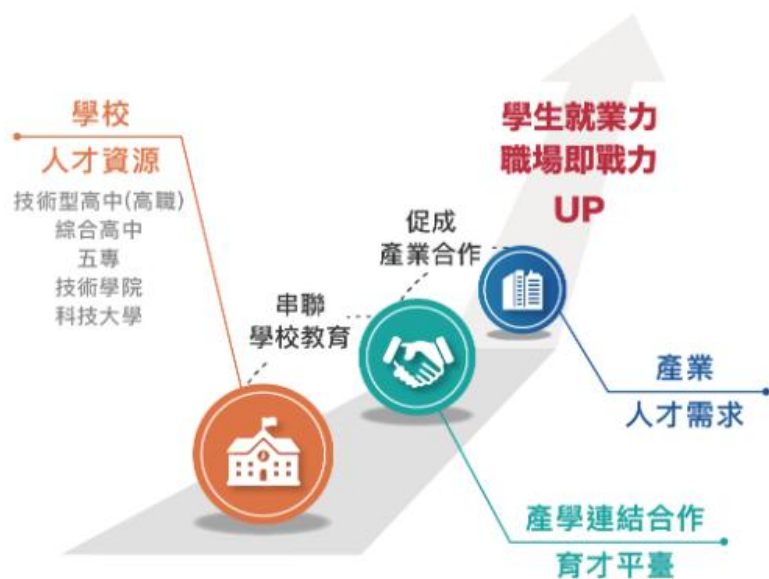 學校
人才資源
技術型高中(高職)
綜合高中
五專
技術學院
科技大學
串聯
學校教育
促成
產業合作
學生就業力
職場即戰力
UP
產業
人才需求
產學連結合作
育才平臺